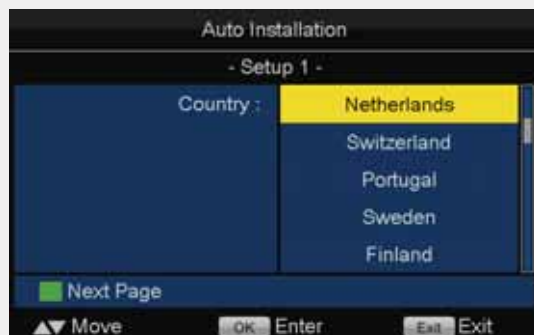 Auto Installation
- Setup 1 -
Country : Netherlands
Switzerland
Portugal
Sweden
Finland
Next Page
▲▼ Move OK Enter Exit Exit